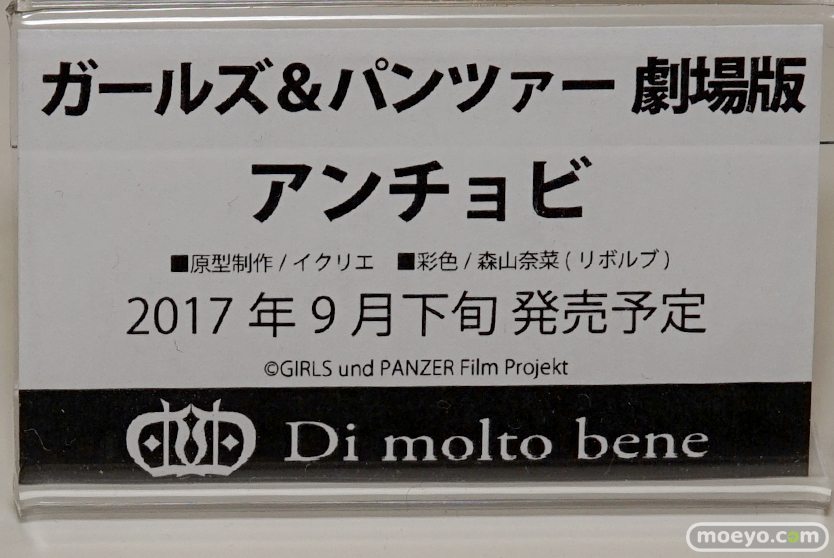 ガールズ&パンツァー 劇場版
アンチョビ
■原型制作 / イクリエ ■彩色 / 森山奈菜 ( リボルブ )
2017 年 9 月下旬 発売予定
©GIRLS und PANZER Film Projekt
Di molto bene
moeyo.com